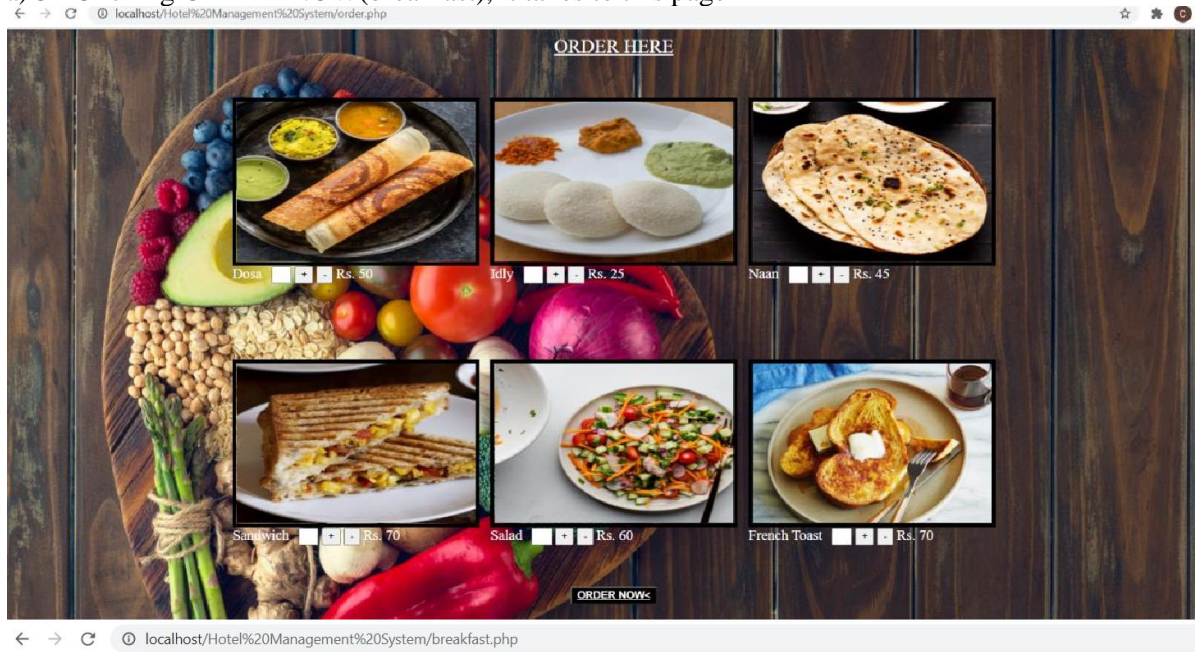 localhost/Hotel%20Management%20System/order.php
ORDER HERE
Dosa + - Rs. 50
Idly + - Rs. 25
Naan + - Rs. 45
Sandwich + - Rs. 70
Salad + - Rs. 60
French Toast + - Rs. 70
ORDER NOW<
localhost/Hotel%20Management%20System/breakfast.php